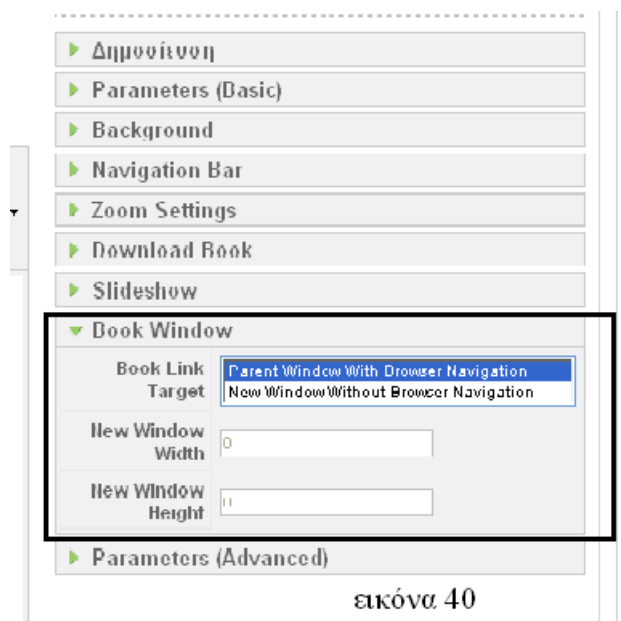 Δημοσίευση
Parameters (Basic)
Background
Navigation Bar
Zoom Settings
Download Book
Slideshow
Book Window
Book Link
Target
Parent Window With Browser Navigation
New Window Without Browser Navigation
New Window
Width
0
New Window
Height
0
Parameters (Advanced)
εικόνα 40